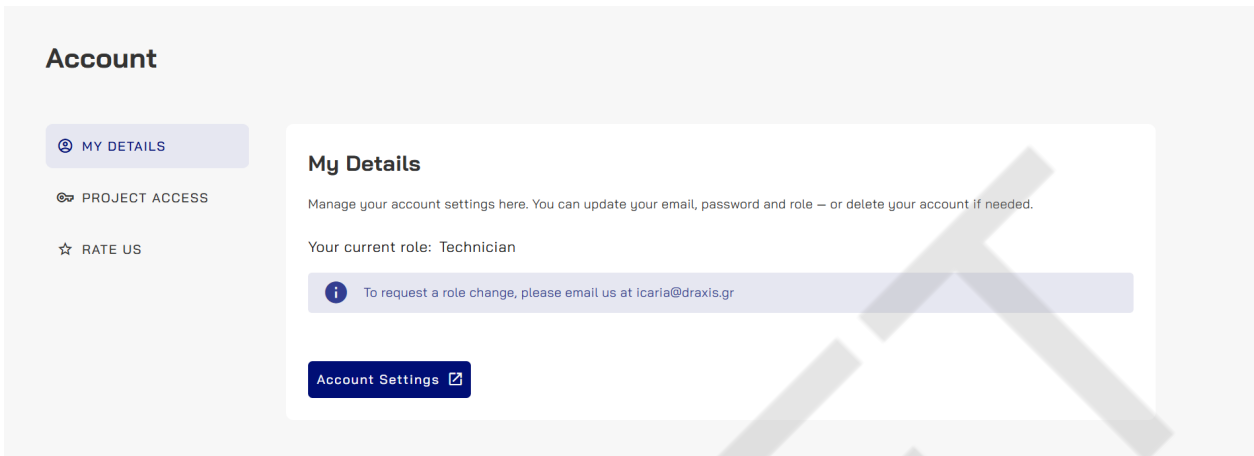 Account
MY DETAILS
PROJECT ACCESS
RATE US
My Details
Manage your account settings here. You can update your email, password and role – or delete your account if needed.
Your current role: Technician
To request a role change, please email us at icaria@draxis.gr
Account Settings